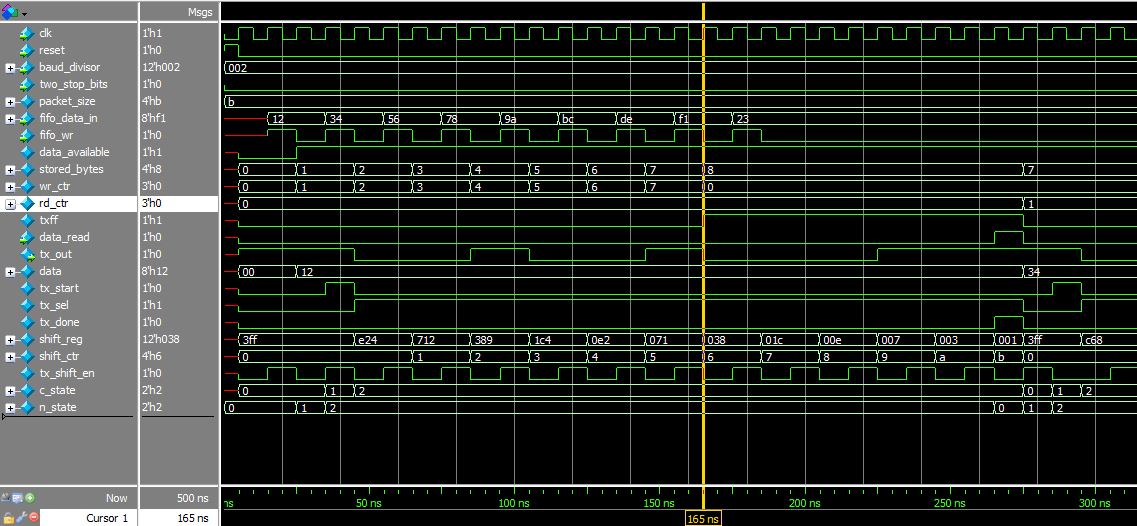 Msgs
clk 1'h1
reset 1'h0
baud_divisor 12'h002 002
two_stop_bits 1'h0
packet_size 4'hb b
fifo_data_in 8'hf1 12 34 56 78 9a bc de f1 23
fifo_wr 1'h0
data_available 1'h1
stored_bytes 4'h8 0 1 2 3 4 5 6 7 8 7
wr_ctr 3'h0 0 1 2 3 4 5 6 7 0
rd_ctr 3'h0 0 1
txff 1'h1
data_read 1'h0
tx_out 1'h0
data 8'h12 00 12 34
tx_start 1'h0
tx_sel 1'h1
tx_done 1'h0
shift_reg 12'h038 3ff e24 712 389 1c4 0e2 071 038 01c 00e 007 003 001 3ff c68
shift_ctr 4'h6 0 1 2 3 4 5 6 7 8 9 a b 0
tx_shift_en 1'h0
c_state 2'h2 0 1 2 0 1 2
n_state 2'h2 0 1 2 0 1 2
Now 500 ns ns 50 ns 100 ns 150 ns 200 ns 250 ns 300 ns
Cursor 1 165 ns 165 ns